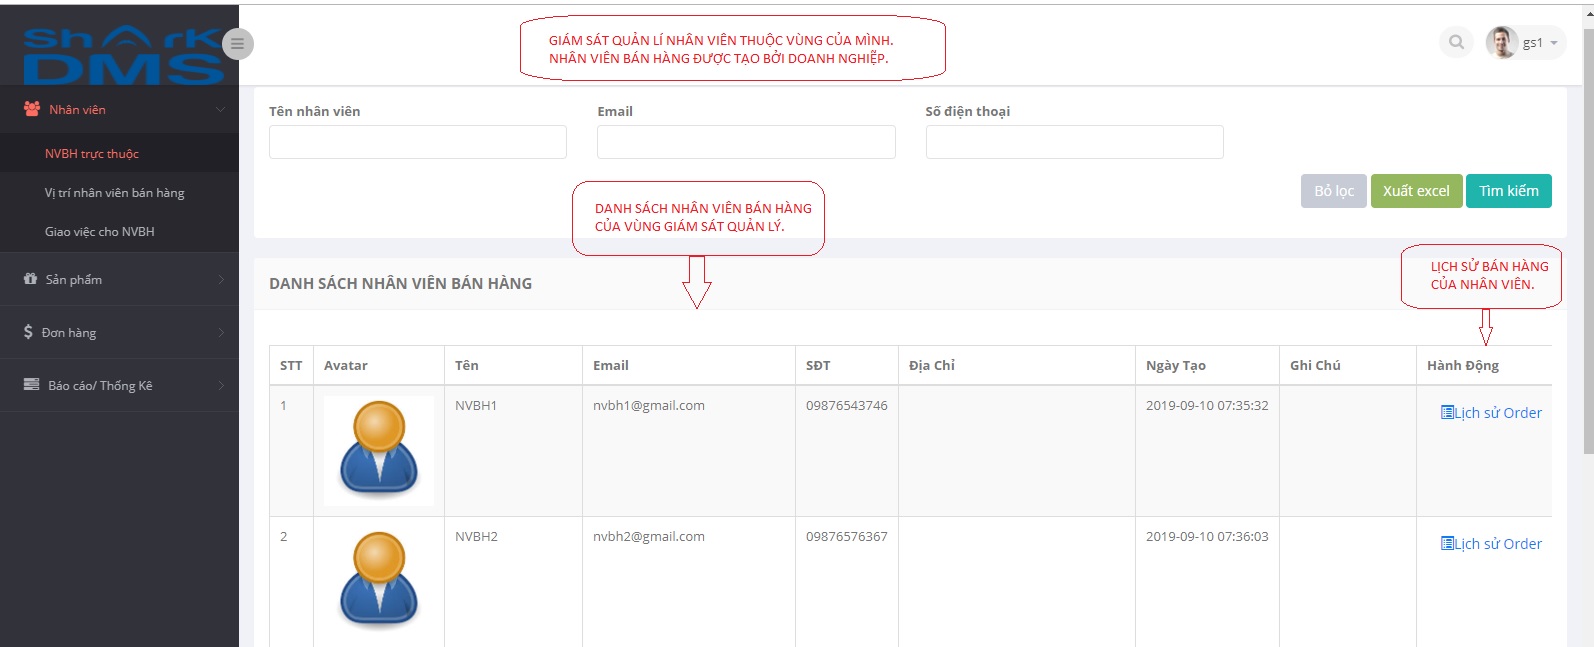 SharK
DMS
GIÁM SÁT QUẢN LÍ NHÂN VIÊN THUỘC VÙNG CỦA MÌNH.
NHÂN VIÊN BÁN HÀNG ĐƯỢC TẠO BỞI DOANH NGHIỆP.
gs1
Nhân viên
NVBH trực thuộc
Vị trí nhân viên bán hàng
Giao việc cho NVBH
Sản phẩm
Đơn hàng
Báo cáo/ Thống Kê
Tên nhân viên Email Số điện thoại
Bỏ lọc Xuất excel Tìm kiếm
DANH SÁCH NHÂN VIÊN BÁN HÀNG
CỦA VÙNG GIÁM SÁT QUẢN LÝ.
LỊCH SỬ BÁN HÀNG
CỦA NHÂN VIÊN.
DANH SÁCH NHÂN VIÊN BÁN HÀNG
STT Avatar Tên Email SĐT Địa Chỉ Ngày Tạo Ghi Chú Hành Động
1 NVBH1 nvbh1@gmail.com 09876543746 2019-09-10 07:35:32 Lịch sử Order
2 NVBH2 nvbh2@gmail.com 09876576367 2019-09-10 07:36:03 Lịch sử Order